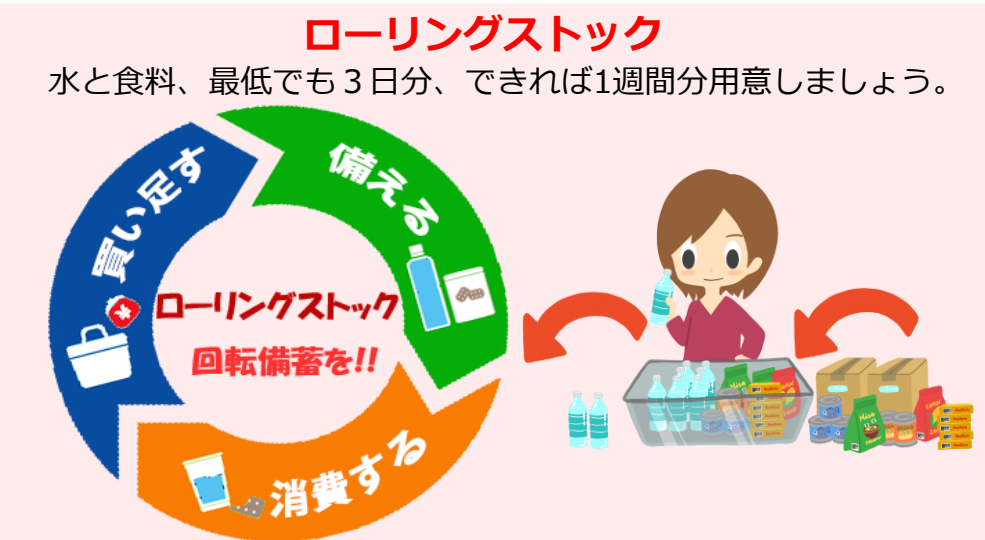 ローリングストック
水と食料、最低でも３日分、できれば1週間分用意しましょう。
備える
買い足す
ローリングストック
回転備蓄を!!
消費する
Miso
CORN